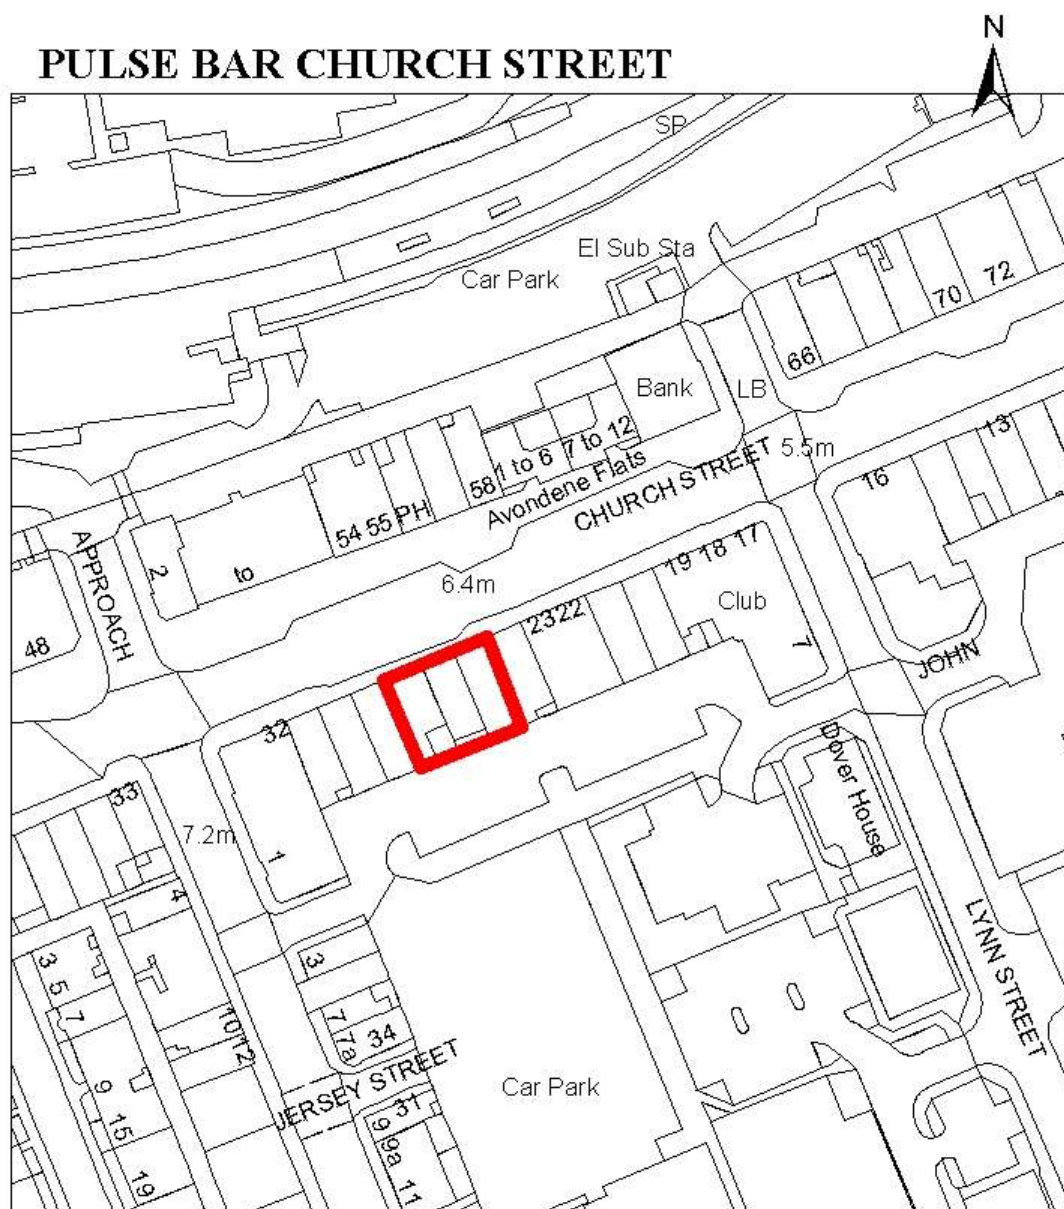 N
PULSE BAR CHURCH STREET
SP
El Sub Sta
Car Park
72
70
66
Bank
LB
13
7 to 12
1 to 6
58
Avondene Flats
CHURCH STREET
5.5m
16
PH
55
54
to
2
APPROACH
48
6.4m
19 18 17
Club
7
JOHN
23
22
32
Dover House
33
7.2m
1
4
3
5
7
3
LYNN STREET
10
12
7
7a
34
JERSEY STREET
Car Park
9
15
19
31
9
9a
11